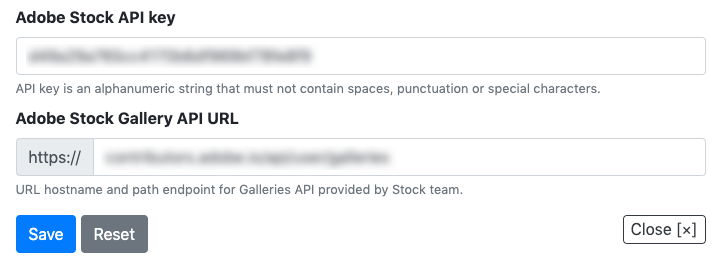 Adobe Stock API key
API key is an alphanumeric string that must not contain spaces, punctuation or special characters.
Adobe Stock Gallery API URL
https://
URL hostname and path endpoint for Galleries API provided by Stock team.
Save Reset Close [×]